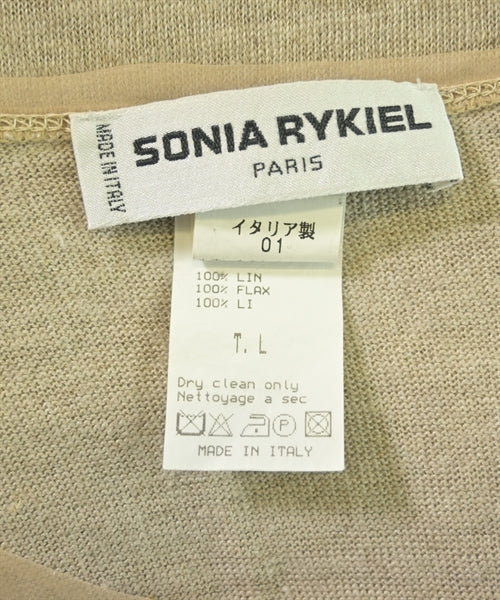 MADE IN ITALY
SONIA RYKIEL
PARIS
イタリア製
01
100% LIN
100% FLAX
100% LI
T. L
Dry clean only
Nettoyage a sec
P
MADE IN ITALY